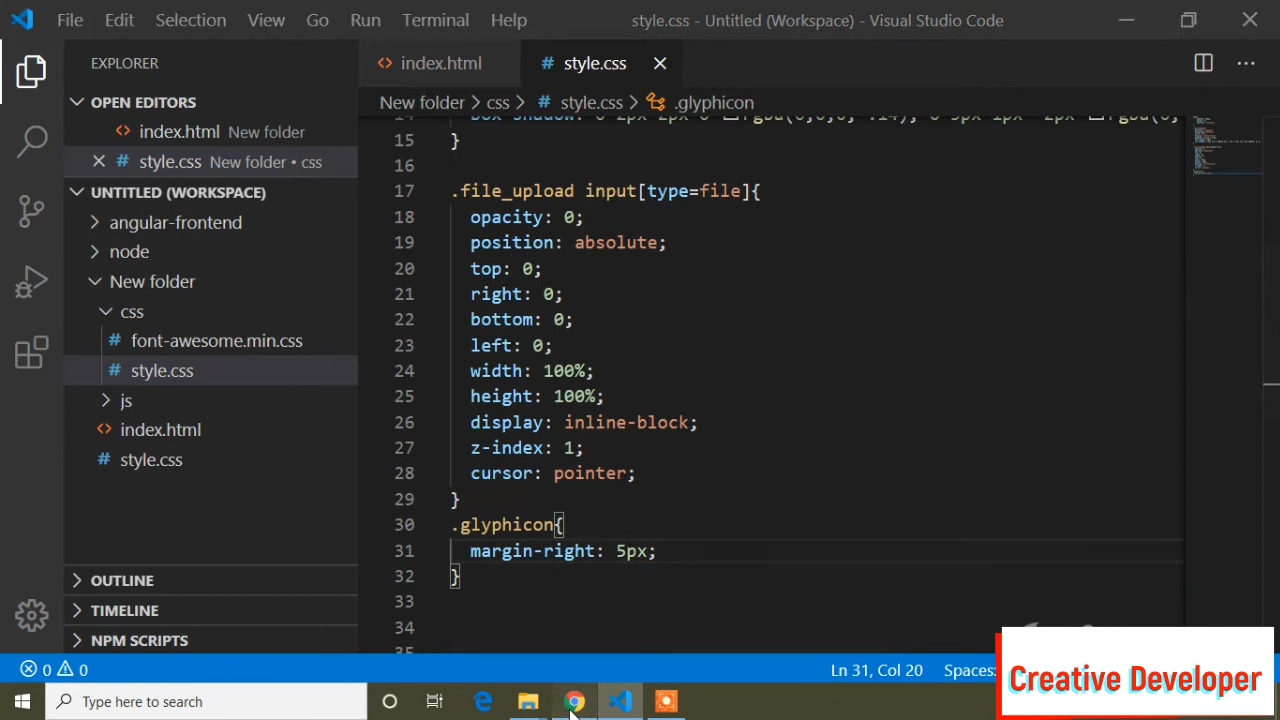 File Edit Selection View Go Run Terminal Help style.css - Untitled (Workspace) - Visual Studio Code
EXPLORER
OPEN EDITORS
index.html New folder
style.css New folder • css
UNTITLED (WORKSPACE)
angular-frontend
node
New folder
css
font-awesome.min.css
style.css
js
index.html
style.css
OUTLINE
TIMELINE
NPM SCRIPTS
index.html style.css
New folder > css > # style.css > .glyphicon
15 }
16
17 .file_upload input[type=file]{
18 opacity: 0;
19 position: absolute;
20 top: 0;
21 right: 0;
22 bottom: 0;
23 left: 0;
24 width: 100%;
25 height: 100%;
26 display: inline-block;
27 z-index: 1;
28 cursor: pointer;
29 }
30 .glyphicon{
31 margin-right: 5px;
32 }
33
34
0 0 Ln 31, Col 20 Spaces:
Type here to search
Creative Developer